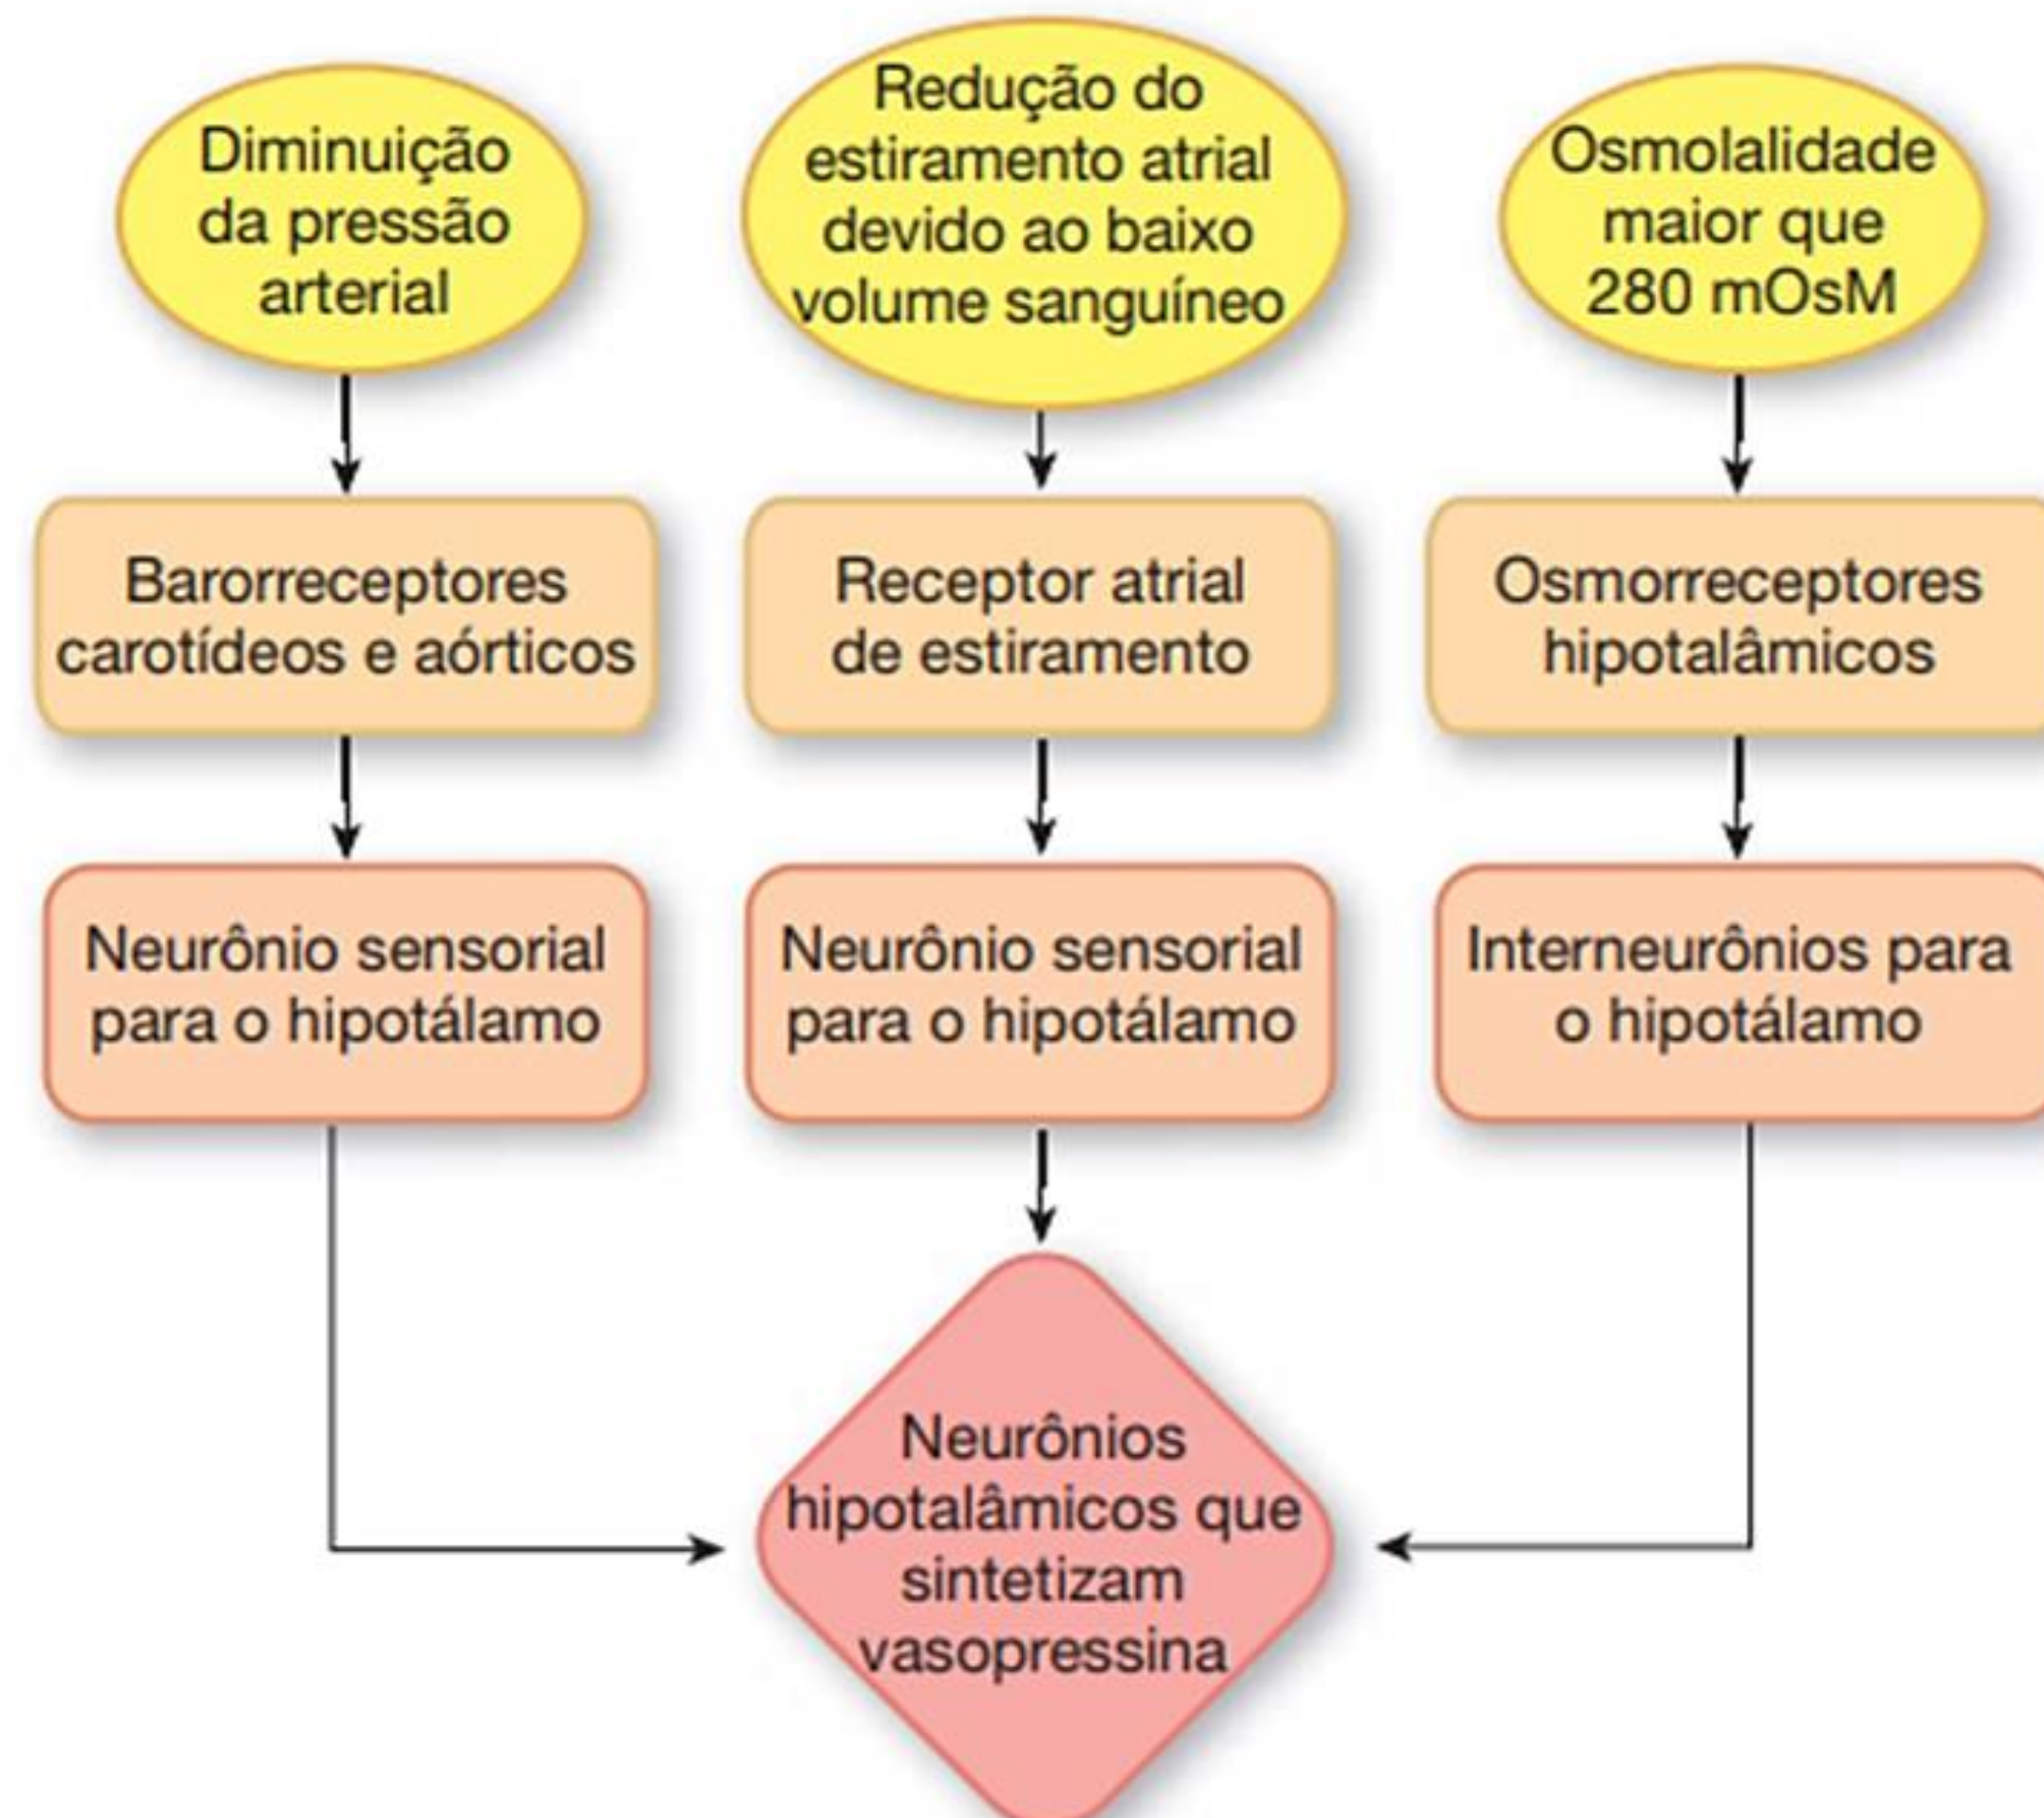 Diminuição
da pressão
arterial
Redução do
estiramento atrial
devido ao baixo
volume sanguíneo
Osmolalidade
maior que
280 mOsM
Barorreceptores
carotídeos e aórticos
Receptor atrial
de estiramento
Osmorreceptores
hipotalâmicos
Neurônio sensorial
para o hipotálamo
Neurônio sensorial
para o hipotálamo
Interneurônios para
o hipotálamo
Neurônios
hipotalâmicos que
sintetizam
vasopressina